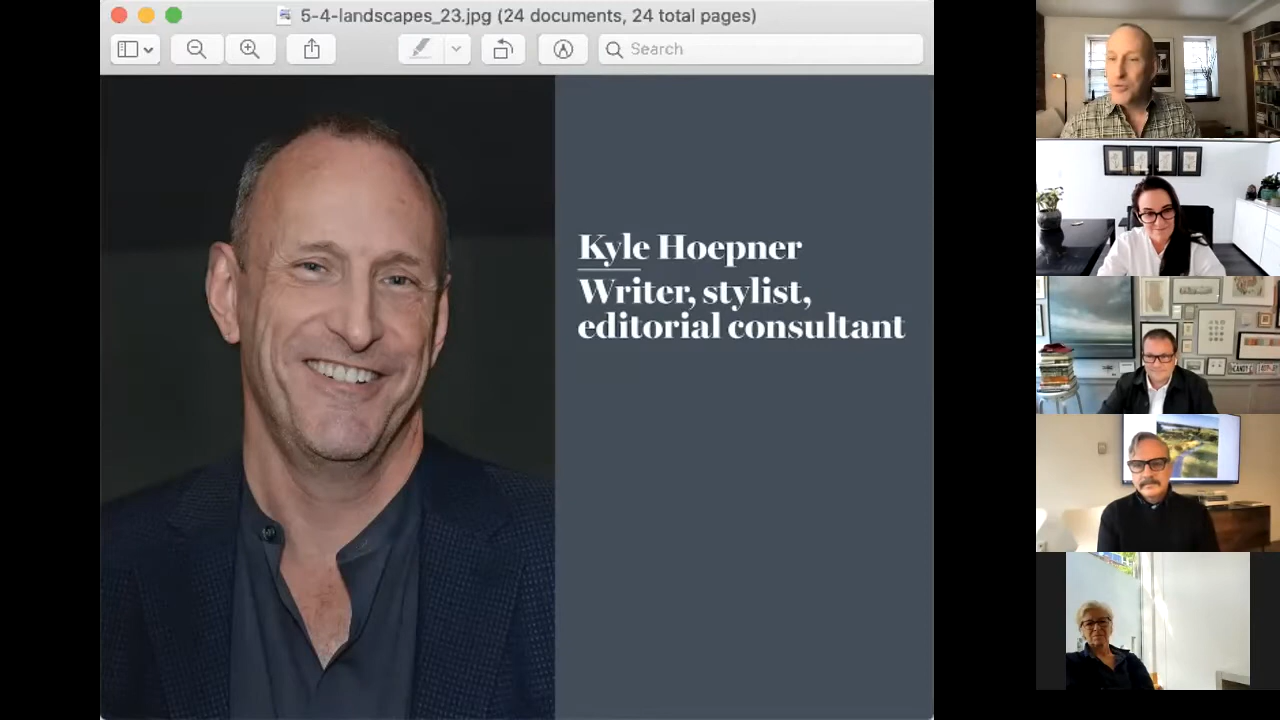 5-4-landscapes_23.jpg (24 documents, 24 total pages)
Search
Kyle Hoepner
Writer, stylist,
editorial consultant